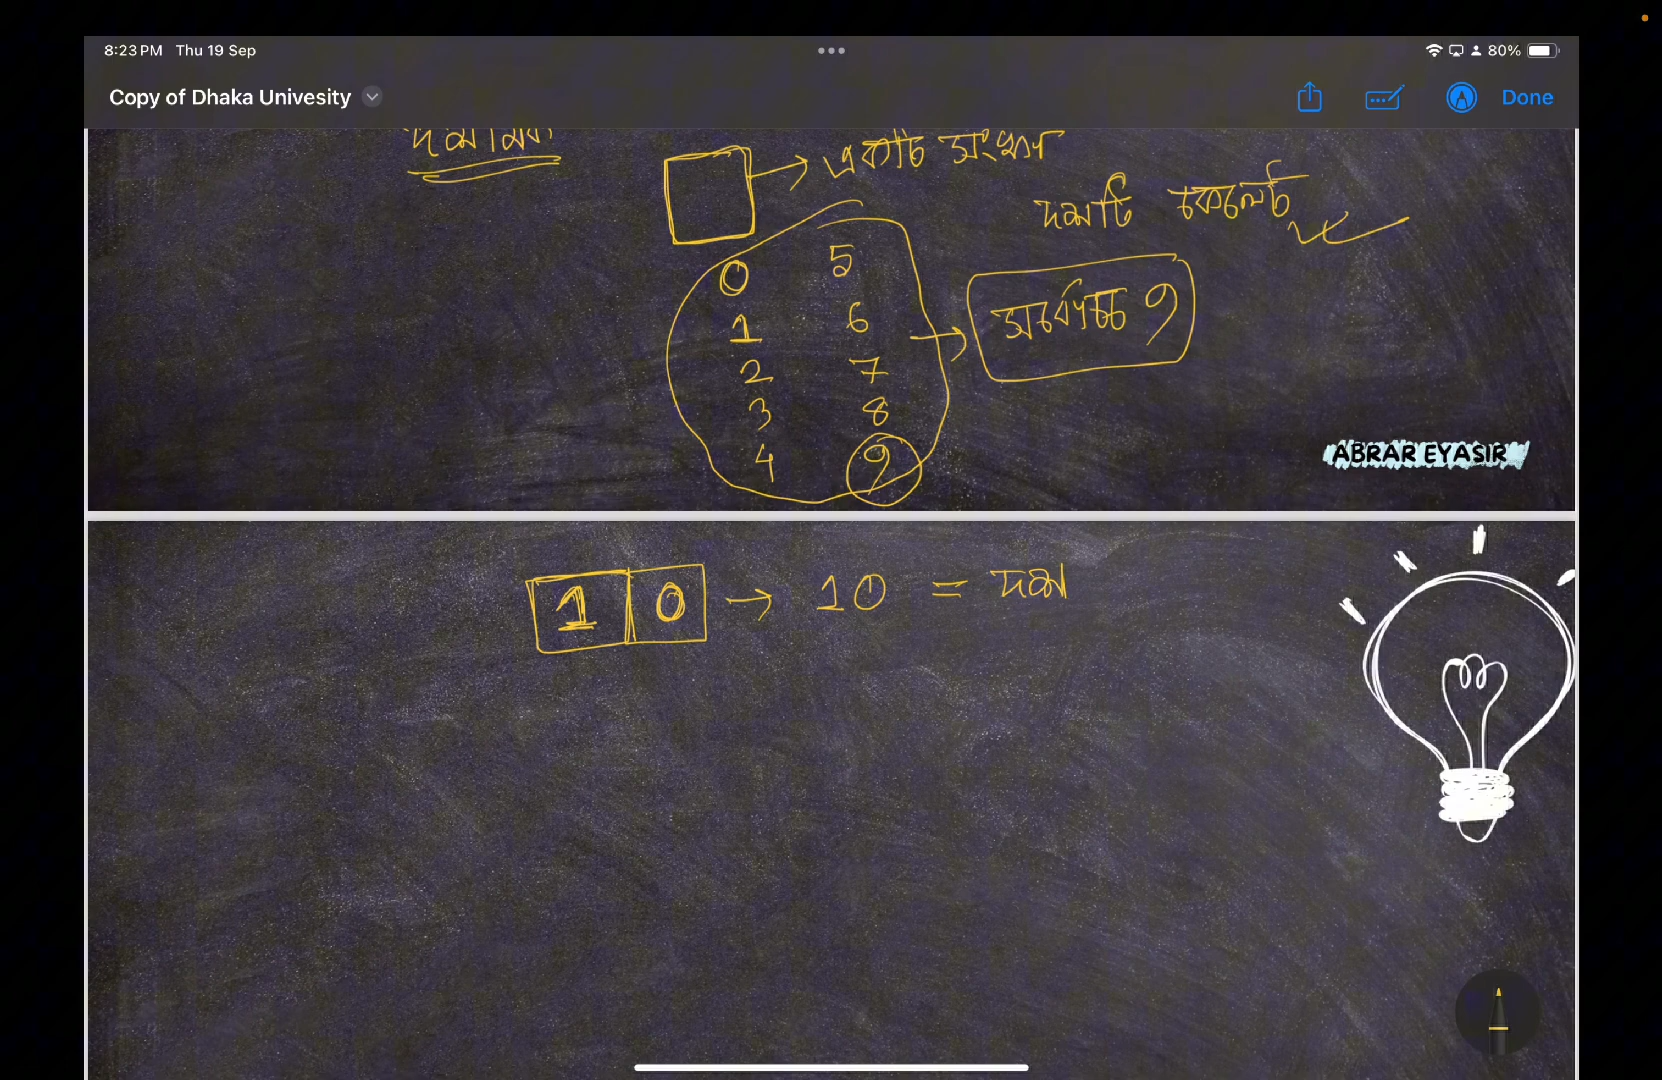 8:23 PM Thu 19 Sep
80%
Copy of Dhaka Univesity
Done
দশমিক
একটি সংখ্যা
দশটি
0 5
1 6
2 7
3 8
4 9
সর্বোচ্চ 9
ABRAR EYASIR
1 0 → 10 = দশ